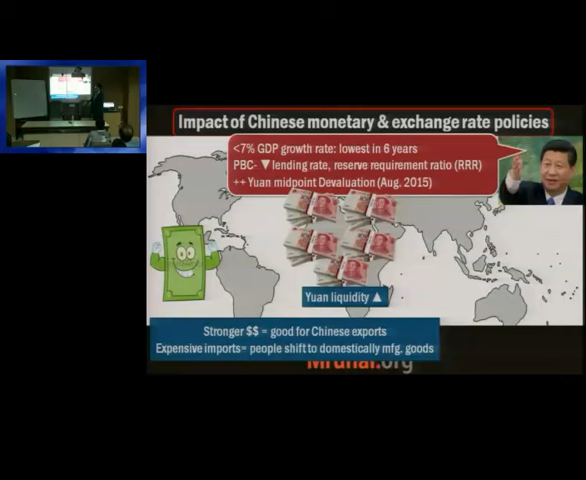 Impact of Chinese monetary & exchange rate policies
<7% GDP growth rate: lowest in 6 years
PBC- ▼ lending rate, reserve requirement ratio (RRR)
++ Yuan midpoint Devaluation (Aug. 2015)
Yuan liquidity ▲
Stronger $$ = good for Chinese exports
Expensive imports= people shift to domestically mfg. goods
Mrunal.org